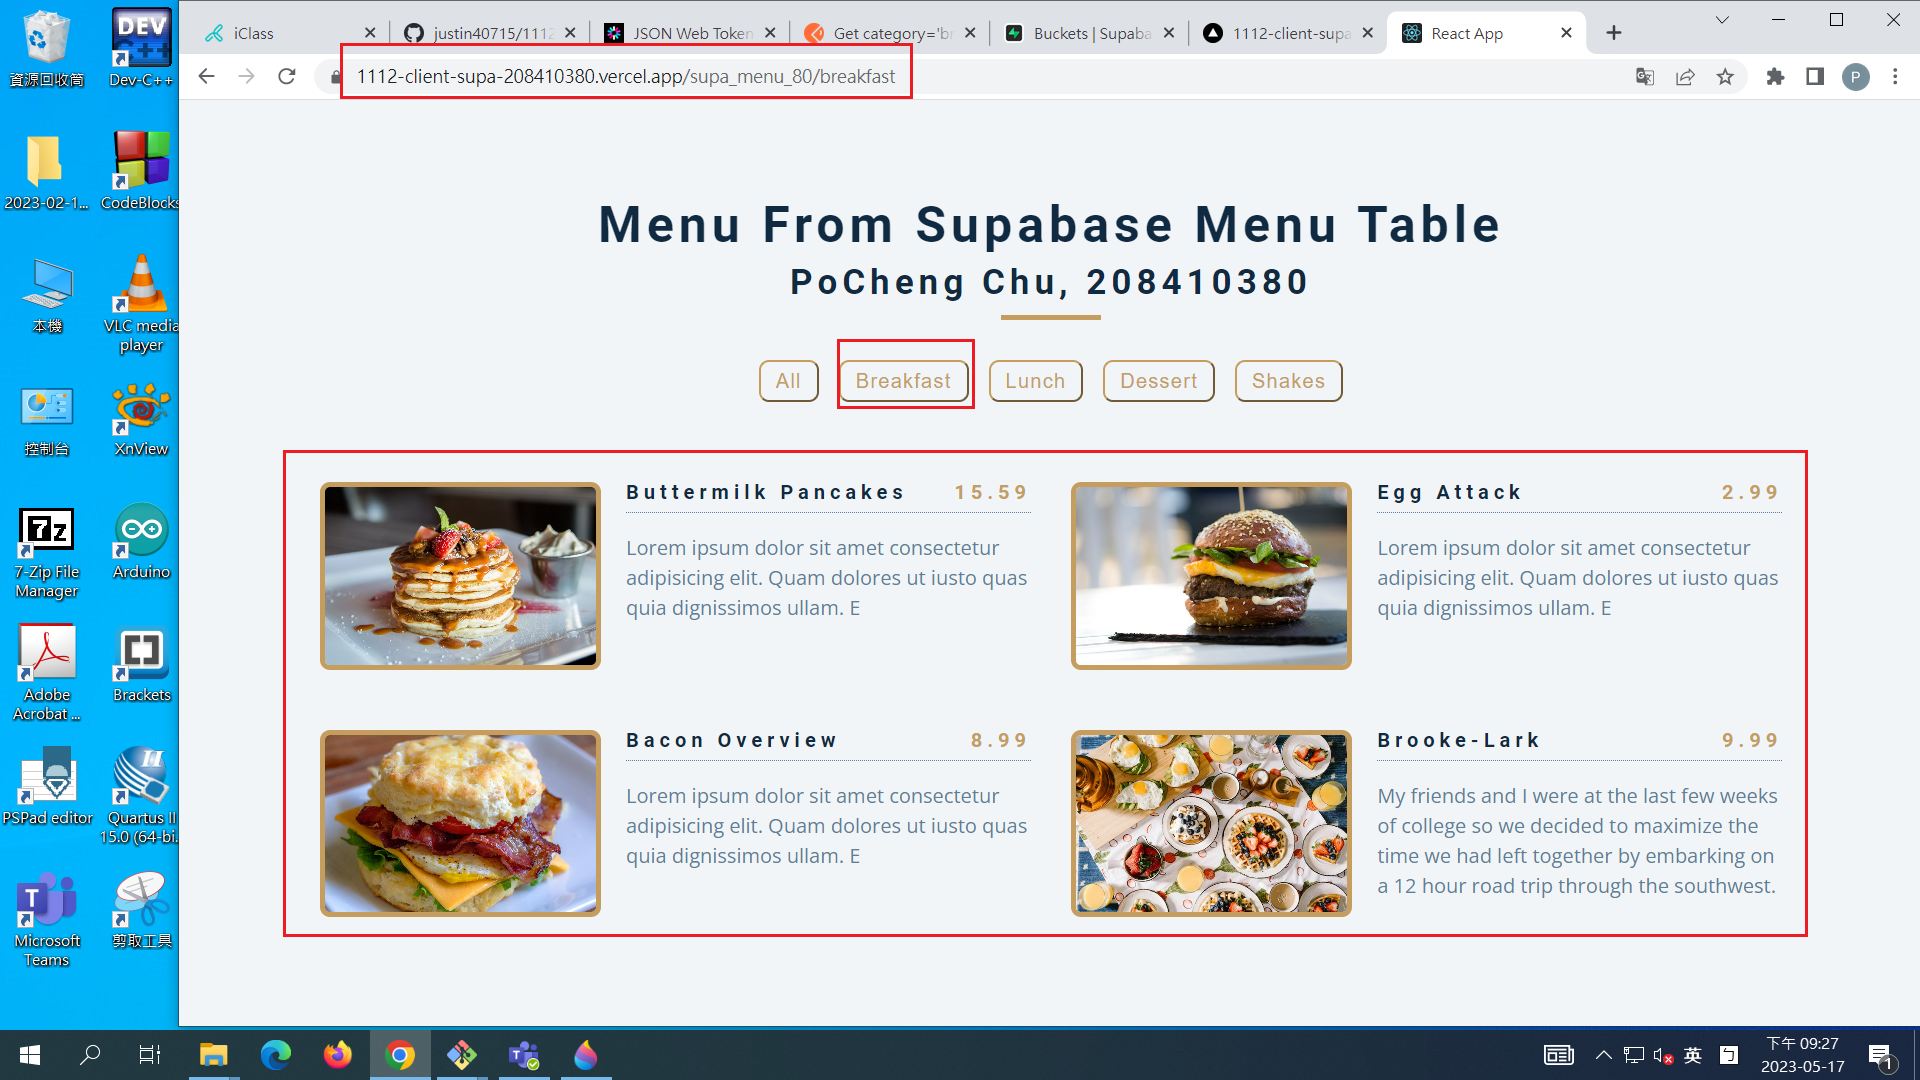 iClass
justin40715/1112
JSON Web Token
Get category='br
Buckets | Supaba
1112-client-supa
React App
1112-client-supa-208410380.vercel.app/supa_menu_80/breakfast
P
資源回收筒
DEV
C++
Dev-C++
2023-02-1...
CodeBlocks
本機
VLC media
player
控制台
XnView
7z
7-Zip File
Manager
Arduino
Adobe
Acrobat ...
Brackets
PSPad editor
II
Quartus II
15.0 (64-bi...
T
Microsoft
Teams
剪取工具
Menu From Supabase Menu Table
PoCheng Chu, 208410380
All
Breakfast
Lunch
Dessert
Shakes
Buttermilk Pancakes 15.59
Lorem ipsum dolor sit amet consectetur
adipisicing elit. Quam dolores ut iusto quas
quia dignissimos ullam. E
Egg Attack 2.99
Lorem ipsum dolor sit amet consectetur
adipisicing elit. Quam dolores ut iusto quas
quia dignissimos ullam. E
Bacon Overview 8.99
Lorem ipsum dolor sit amet consectetur
adipisicing elit. Quam dolores ut iusto quas
quia dignissimos ullam. E
Brooke-Lark 9.99
My friends and I were at the last few weeks
of college so we decided to maximize the
time we had left together by embarking on
a 12 hour road trip through the southwest.
英
ㄅ
下午 09:27
2023-05-17
1